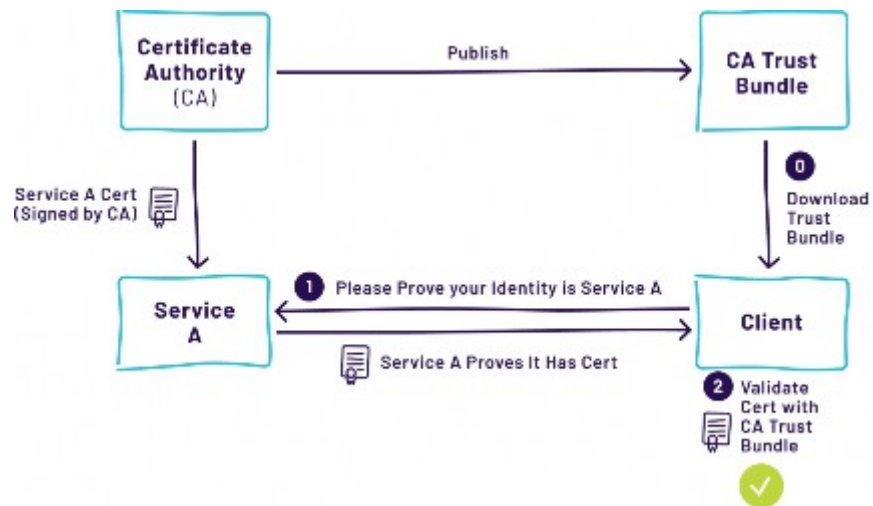 Certificate
Authority
(CA)
Publish
CA Trust
Bundle
Service A Cert
(Signed by CA)
0
Download
Trust
Bundle
1 Please Prove your Identity is Service A
Service
A
Client
Service A Proves It Has Cert
2 Validate
Cert with
CA Trust
Bundle